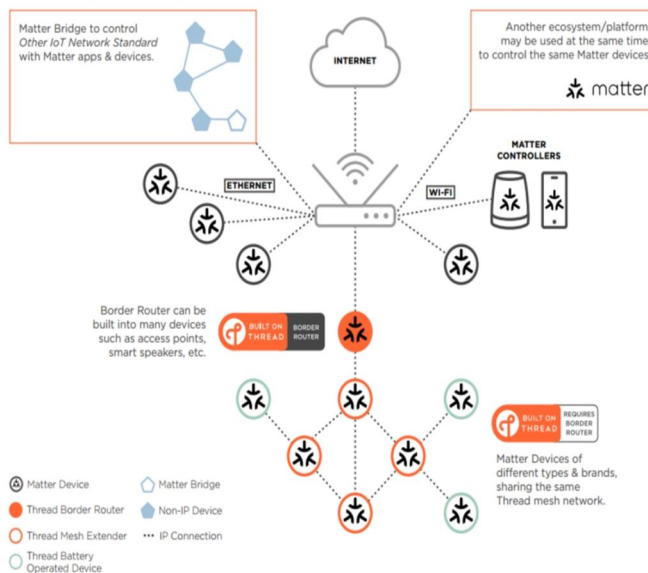 Matter Bridge to control
Other IoT Network Standard
with Matter apps & devices.
INTERNET
Another ecosystem/platform
may be used at the same time
to control the same Matter devices
matter
MATTER
CONTROLLERS
ETHERNET
WI-FI
Border Router can be
built into many devices
such as access points,
smart speakers, etc.
BUILT ON
THREAD
BORDER
ROUTER
BUILT ON
THREAD
REQUIRES
BORDER
ROUTER
Matter Devices of
different types & brands,
sharing the same
Thread mesh network.
Matter Device
Thread Border Router
Thread Mesh Extender
Thread Battery
Operated Device
Matter Bridge
Non-IP Device
IP Connection